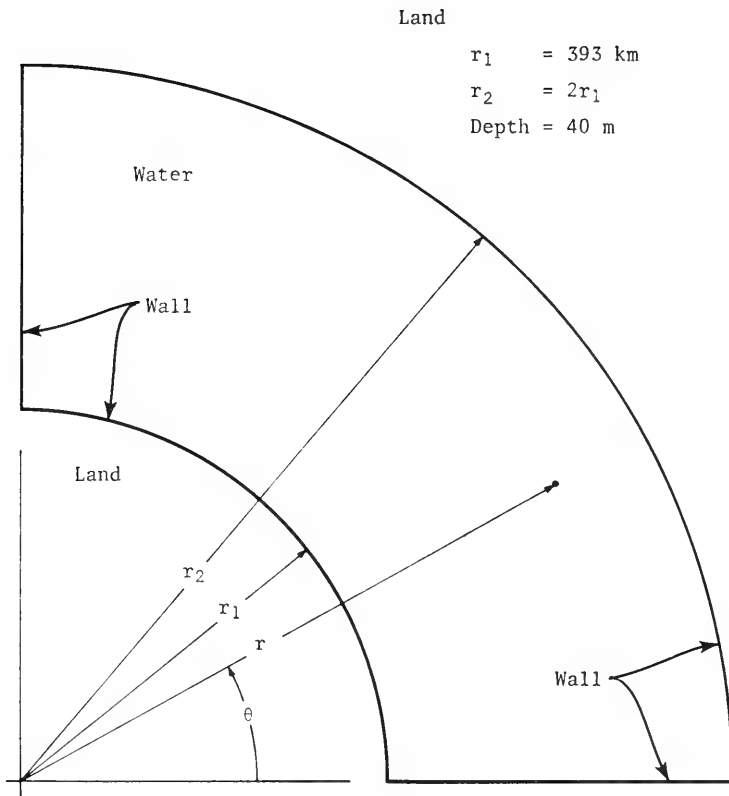 Land
r₁ = 393 km
r₂ = 2r₁
Depth = 40 m
Water
Wall
Land
r₂
r₁
r
Wall
θ